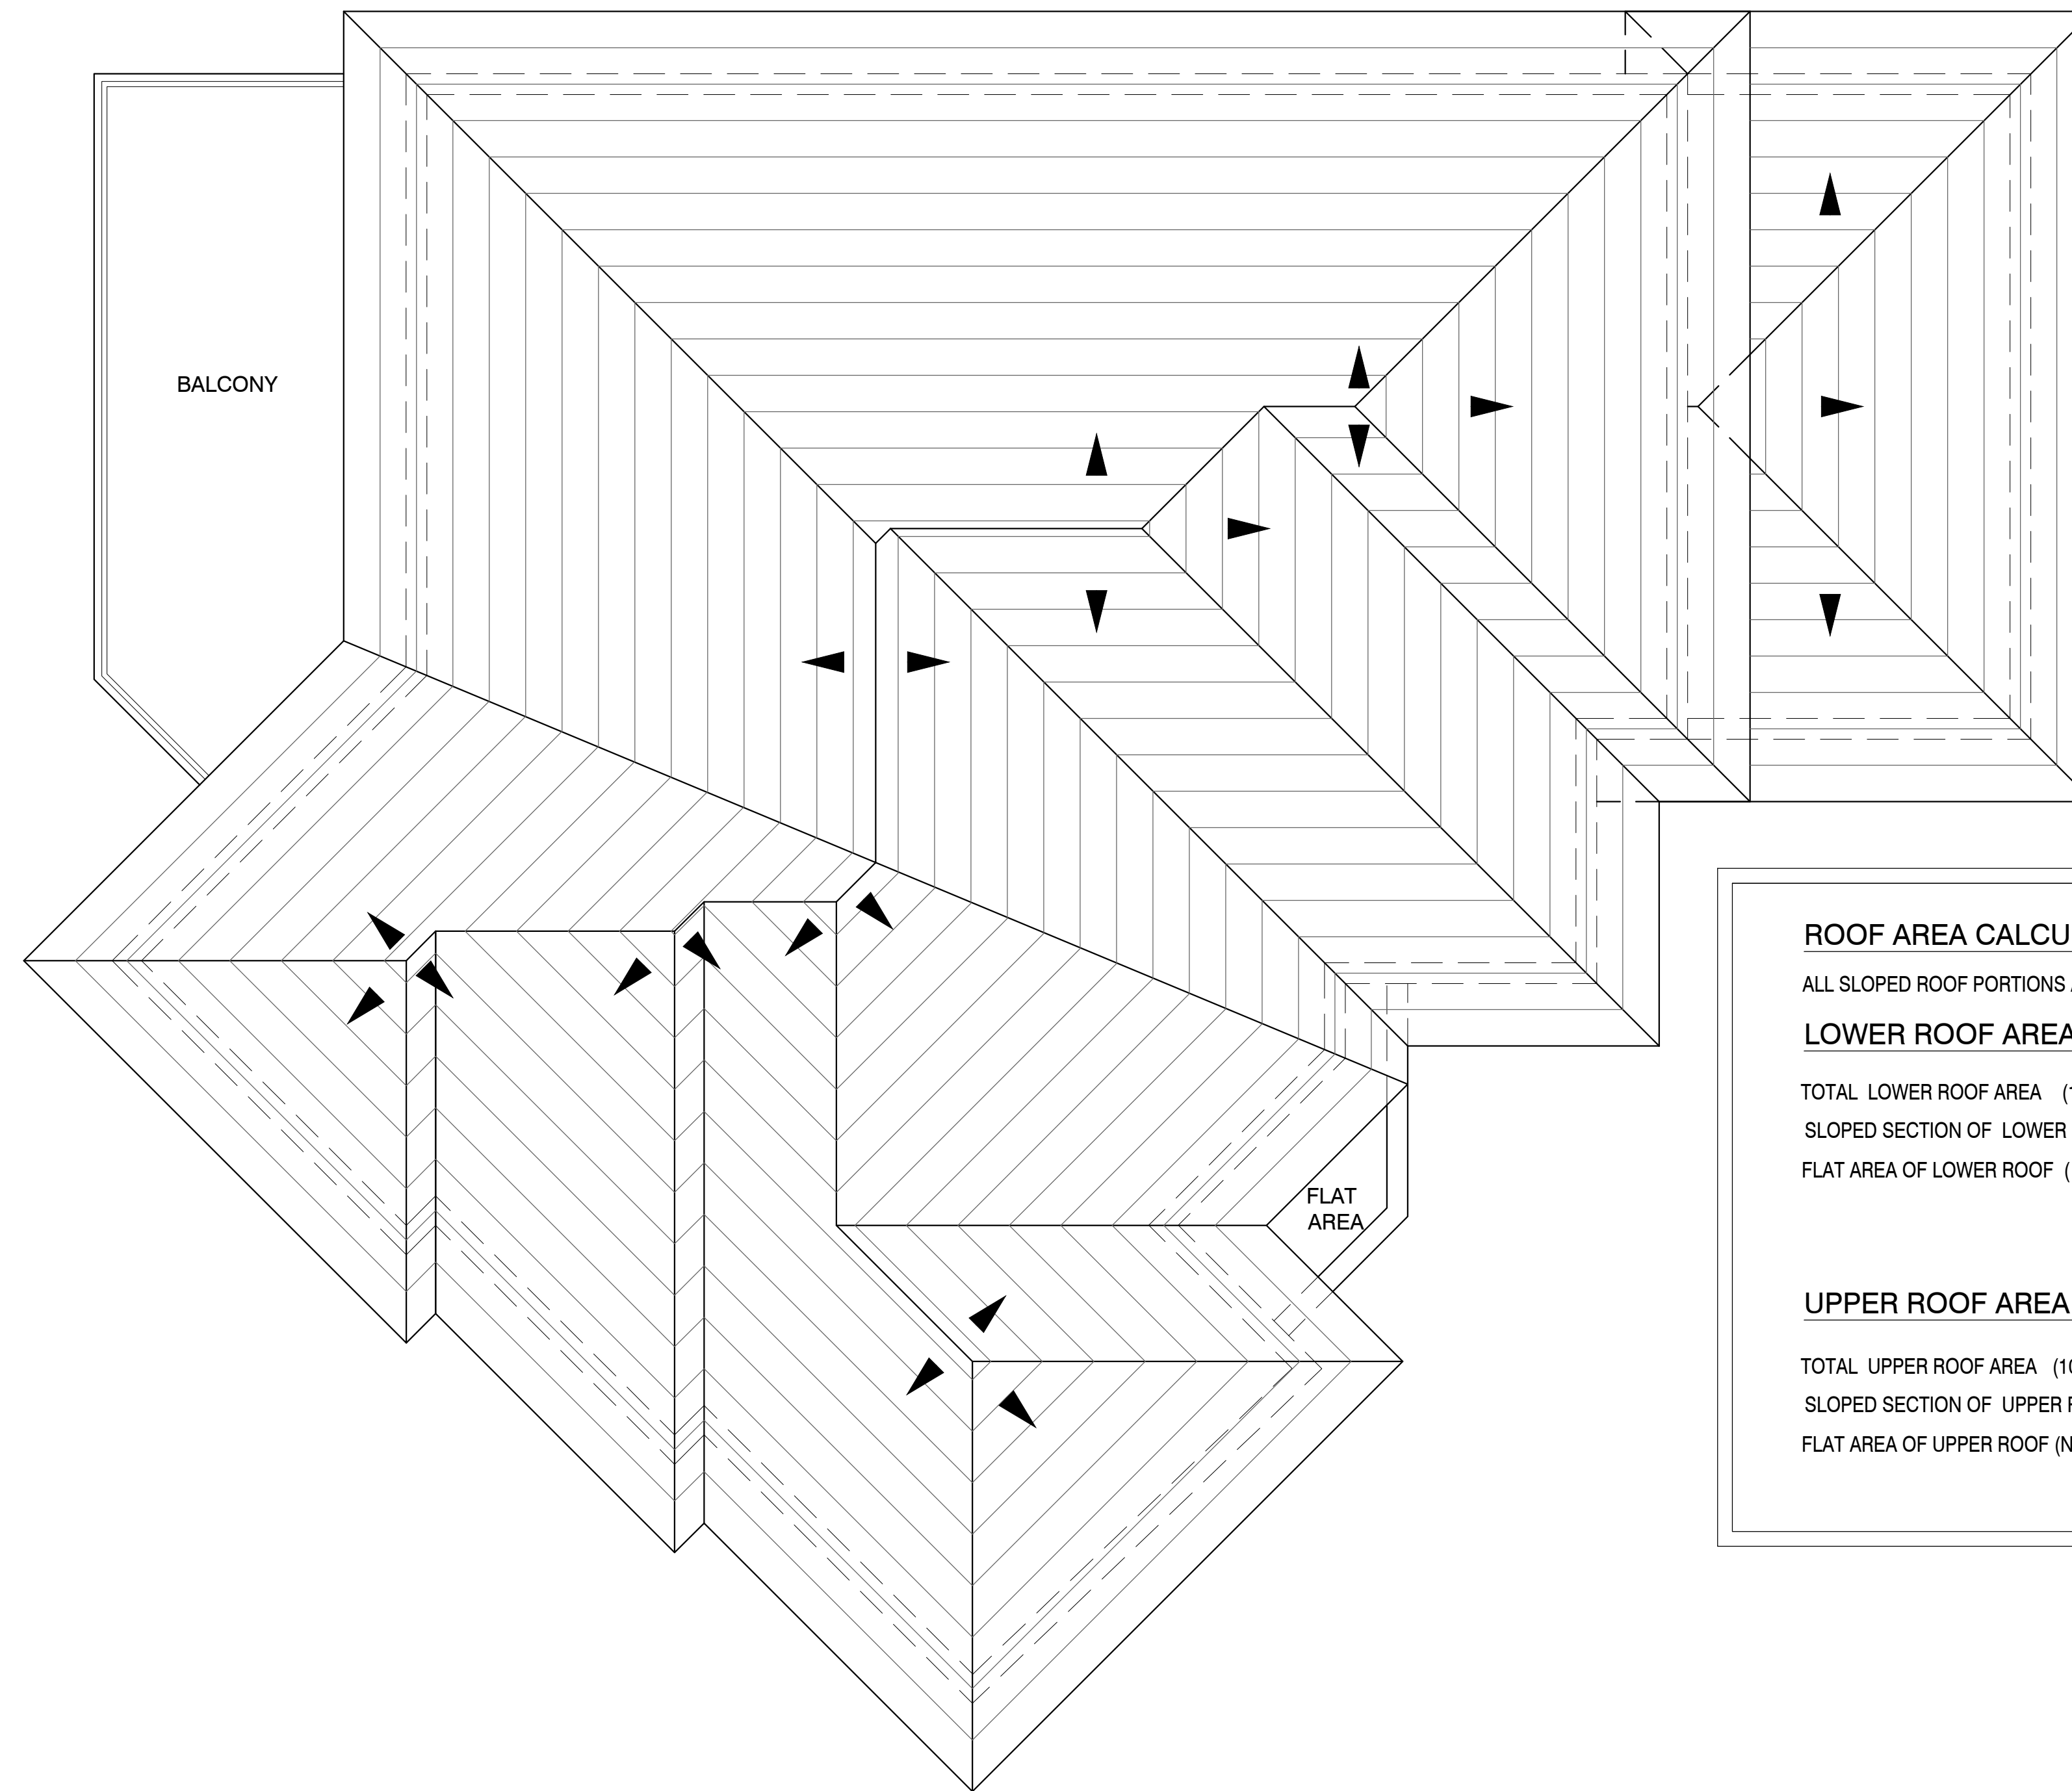 BALCONY
FLAT
AREA
ROOF AREA CALCU
ALL SLOPED ROOF PORTIONS
LOWER ROOF AREA
TOTAL LOWER ROOF AREA (
SLOPED SECTION OF LOWER
FLAT AREA OF LOWER ROOF (
UPPER ROOF AREA
TOTAL UPPER ROOF AREA (10
SLOPED SECTION OF UPPER
FLAT AREA OF UPPER ROOF (N